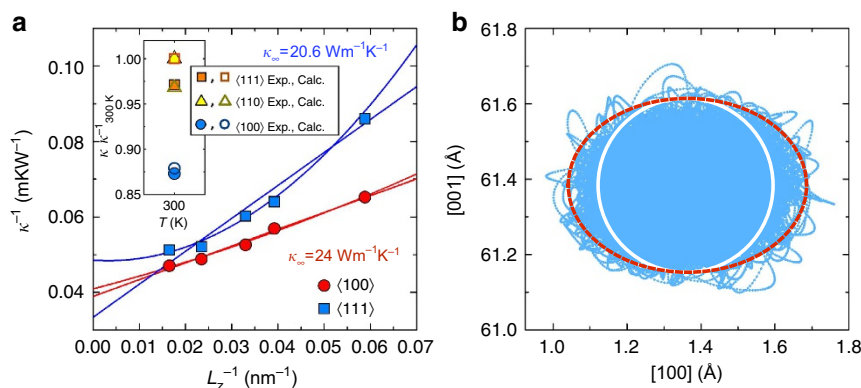 a
κ∞=20.6 Wm⁻¹K⁻¹
0.10
0.08
0.06
0.04
κ⁻¹ (mKW⁻¹)
1.00
0.95
0.90
0.85
κ κ⁻¹300 K
300
T (K)
, ⟨111⟩ Exp., Calc.
, ⟨110⟩ Exp., Calc.
, ⟨100⟩ Exp., Calc.
κ∞=24 Wm⁻¹K⁻¹
⟨100⟩
⟨111⟩
0.00 0.01 0.02 0.03 0.04 0.05 0.06 0.07
Lz⁻¹ (nm⁻¹)
b
61.8
61.6
61.4
61.2
61.0
[001] (Å)
1.0 1.2 1.4 1.6 1.8
[100] (Å)